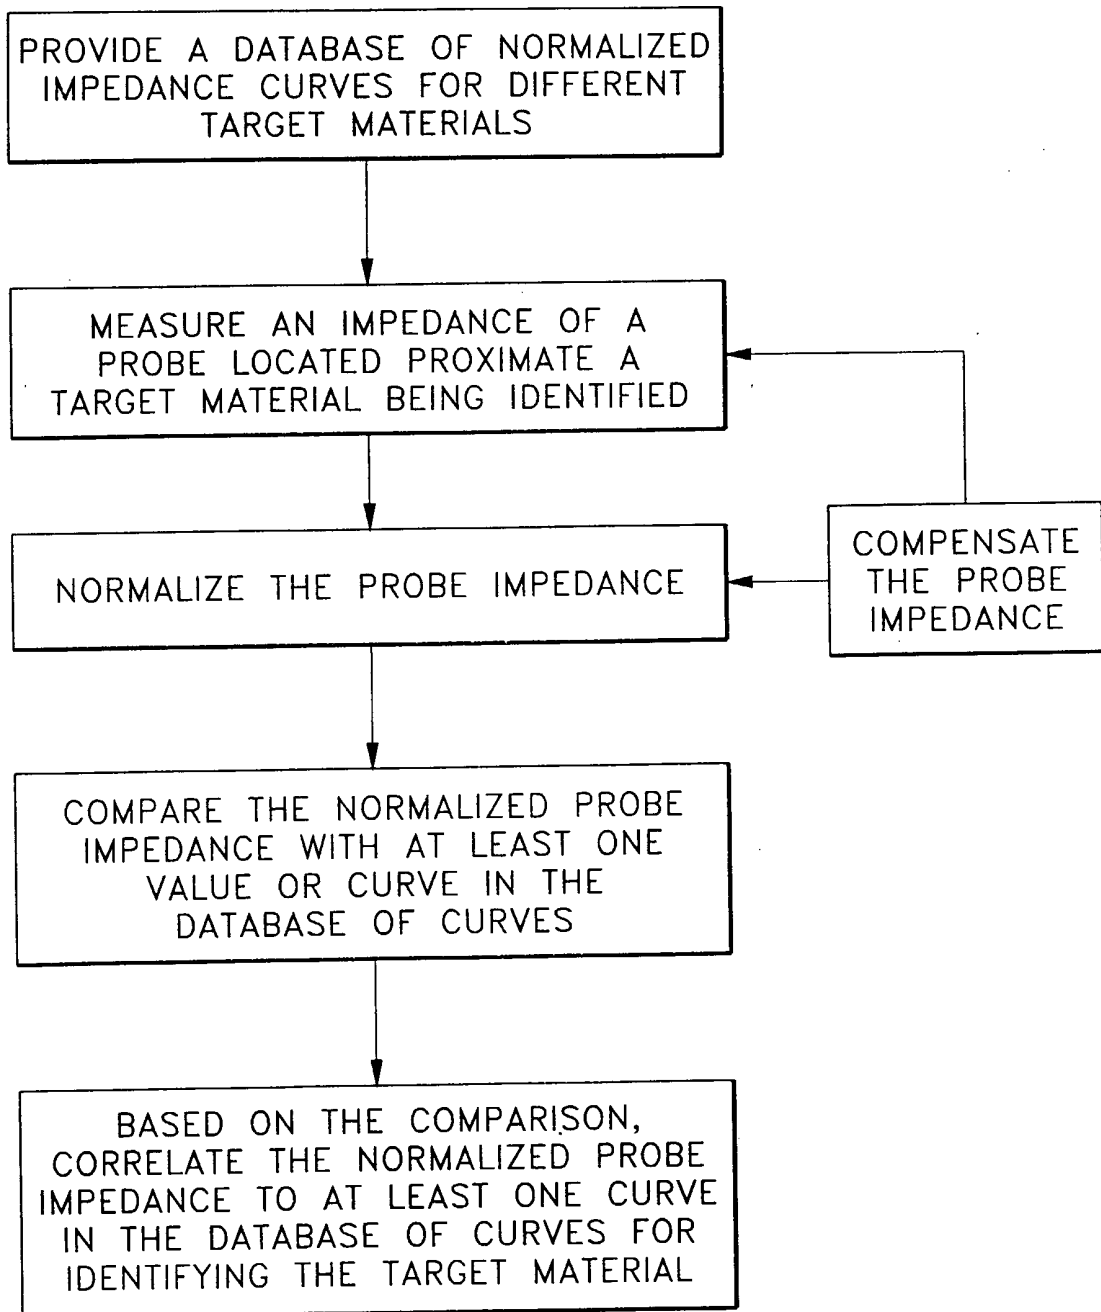 PROVIDE A DATABASE OF NORMALIZED
IMPEDANCE CURVES FOR DIFFERENT
TARGET MATERIALS
MEASURE AN IMPEDANCE OF A
PROBE LOCATED PROXIMATE A
TARGET MATERIAL BEING IDENTIFIED
NORMALIZE THE PROBE IMPEDANCE
COMPENSATE
THE PROBE
IMPEDANCE
COMPARE THE NORMALIZED PROBE
IMPEDANCE WITH AT LEAST ONE
VALUE OR CURVE IN THE
DATABASE OF CURVES
BASED ON THE COMPARISON,
CORRELATE THE NORMALIZED PROBE
IMPEDANCE TO AT LEAST ONE CURVE
IN THE DATABASE OF CURVES FOR
IDENTIFYING THE TARGET MATERIAL